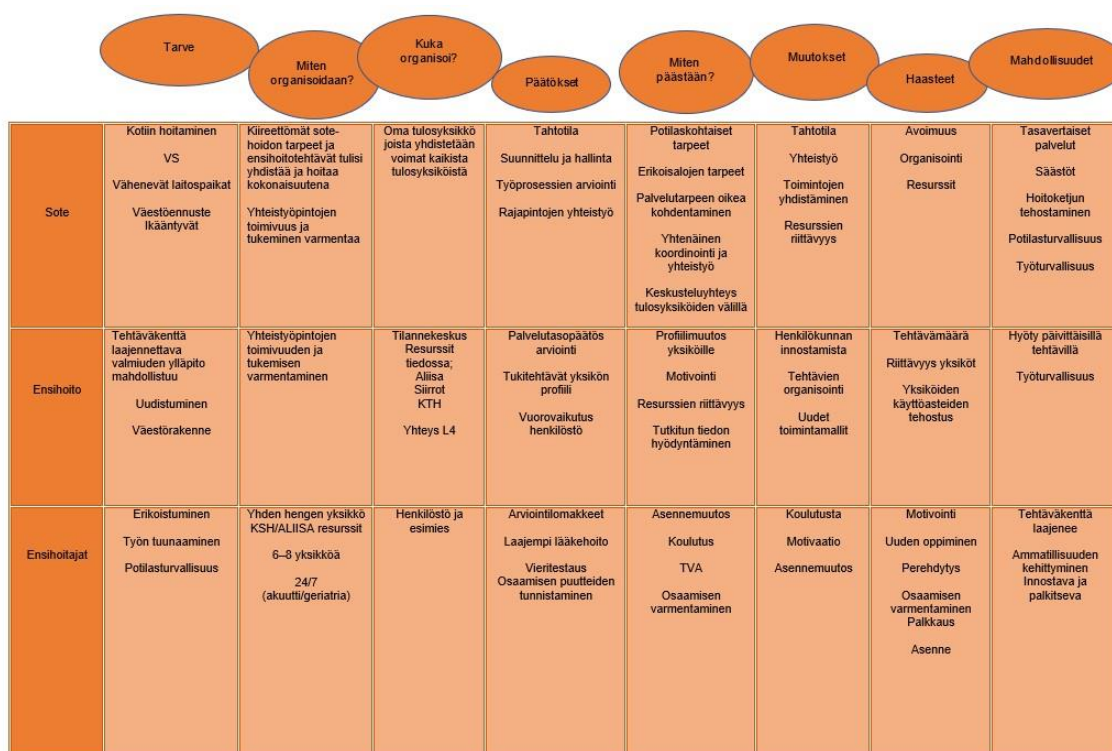 Tarve
Miten
organisoidaan?
Kuka
organisoi?
Päätökset
Miten
päästään?
Muutokset
Haasteet
Mahdollisuudet
Sote
Kotiin hoitaminen
VS
Vähenevät laitospaikat
Väestöennuste
Ikääntyvät
Kiireettömät sote-
hoidon tarpeet ja
ensihoitotehtävät tulisi
yhdistää ja hoitaa
kokonaisuutena
Yhteistyöpintojen
toimivuus ja
tukeminen varmentaa
Oma tulosyksikkö
joista yhdistetään
voimat kaikista
tulosyksiköistä
Tahtotila
Suunnittelu ja hallinta
Työprosessien arviointi
Rajapintojen yhteistyö
Potilaskohtaiset
tarpeet
Erikoisalojen tarpeet
Palvelutarpeen oikea
kohdentaminen
Yhtenäinen
koordinointi ja
yhteistyö
Keskusteluyhteys
tulosyksiköiden välillä
Tahtotila
Yhteistyö
Toimintojen
yhdistäminen
Resurssien
riittävyys
Avoimuus
Organisointi
Resurssit
Tasavertaiset
palvelut
Säästöt
Hoitoketjun
tehostaminen
Potilasturvallisuus
Työturvallisuus
Ensihoito
Tehtäväkenttä
laajennettava
valmiuden ylläpito
mahdollistuu
Uudistuminen
Väestörakenne
Yhteistyöpintojen
toimivuuden ja
tukemisen
varmentaminen
Tilannekeskus
Resurssit
tiedossa;
Aliisa
Siirrot
KTH
Yhteys L4
Palvelutasopäätös
arviointi
Tukitehtävät yksikön
profiili
Vuorovaikutus
henkilöstö
Profiilimuutos
yksiköille
Motivointi
Resurssien riittävyys
Tutkitun tiedon
hyödyntäminen
Henkilökunnan
innostamista
Tehtävien
organisointi
Uudet
toimintamallit
Tehtävämäärä
Riittävyys yksiköt
Yksiköiden
käyttöasteiden
tehostus
Hyöty päivittäisillä
tehtävillä
Työturvallisuus
Ensihoitajat
Erikoistuminen
Työn tuunaaminen
Potilasturvallisuus
Yhden hengen yksikkö
KSH/ALIISA resurssit
6–8 yksikköä
24/7
(akuutti/geriatria)
Henkilöstö ja
esimies
Arviointilomakkeet
Laajempi lääkehoito
Vieritestaus
Osaamisen puutteiden
tunnistaminen
Asennemuutos
Koulutus
TVA
Osaamisen
varmentaminen
Koulutusta
Motivaatio
Asennemuutos
Motivointi
Uuden oppiminen
Perehdytys
Osaamisen
varmentaminen
Palkkaus
Asenne
Tehtäväkenttä
laajenee
Ammatillisuuden
kehittyminen
Innostava ja
palkitseva